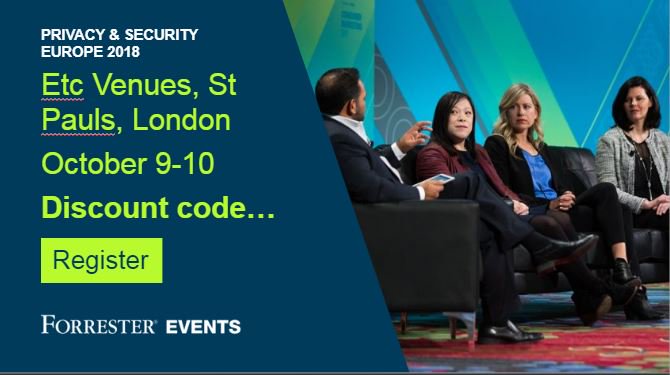 PRIVACY & SECURITY
EUROPE 2018
Etc Venues, St
Pauls, London
October 9-10
Discount code…
Register
FORRESTER® EVENTS